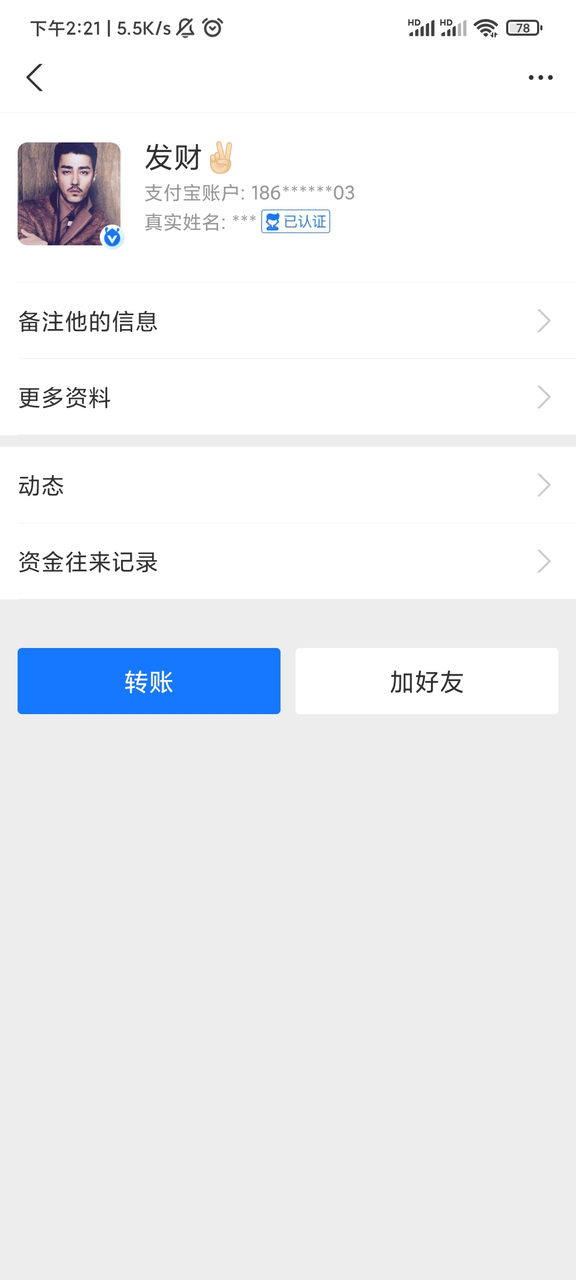 下午2:21 | 5.5K/s HD HD 78
发财✌🏻
支付宝账户: 186******03
真实姓名: *** 已认证
备注他的信息
更多资料
动态
资金往来记录
转账 加好友